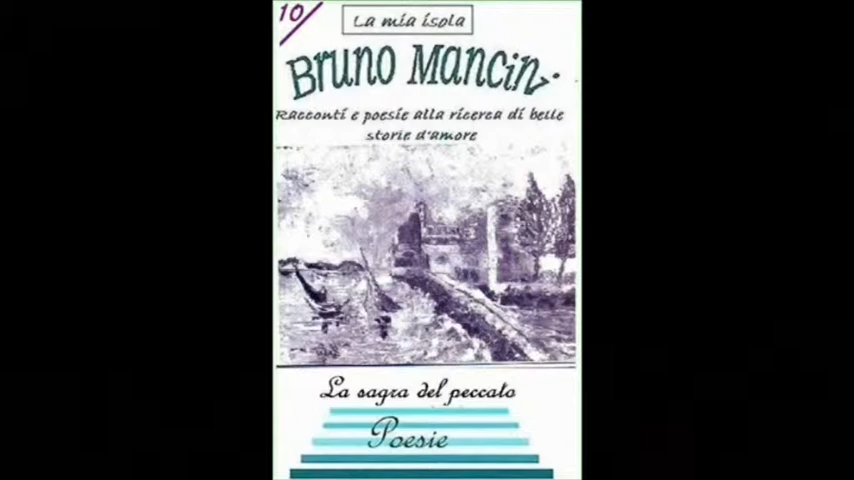 10/
La mia isola
Bruno Mancini
Racconti e poesie alla ricerca di belle
storie d'amore
La sagra del peccato
Poesie